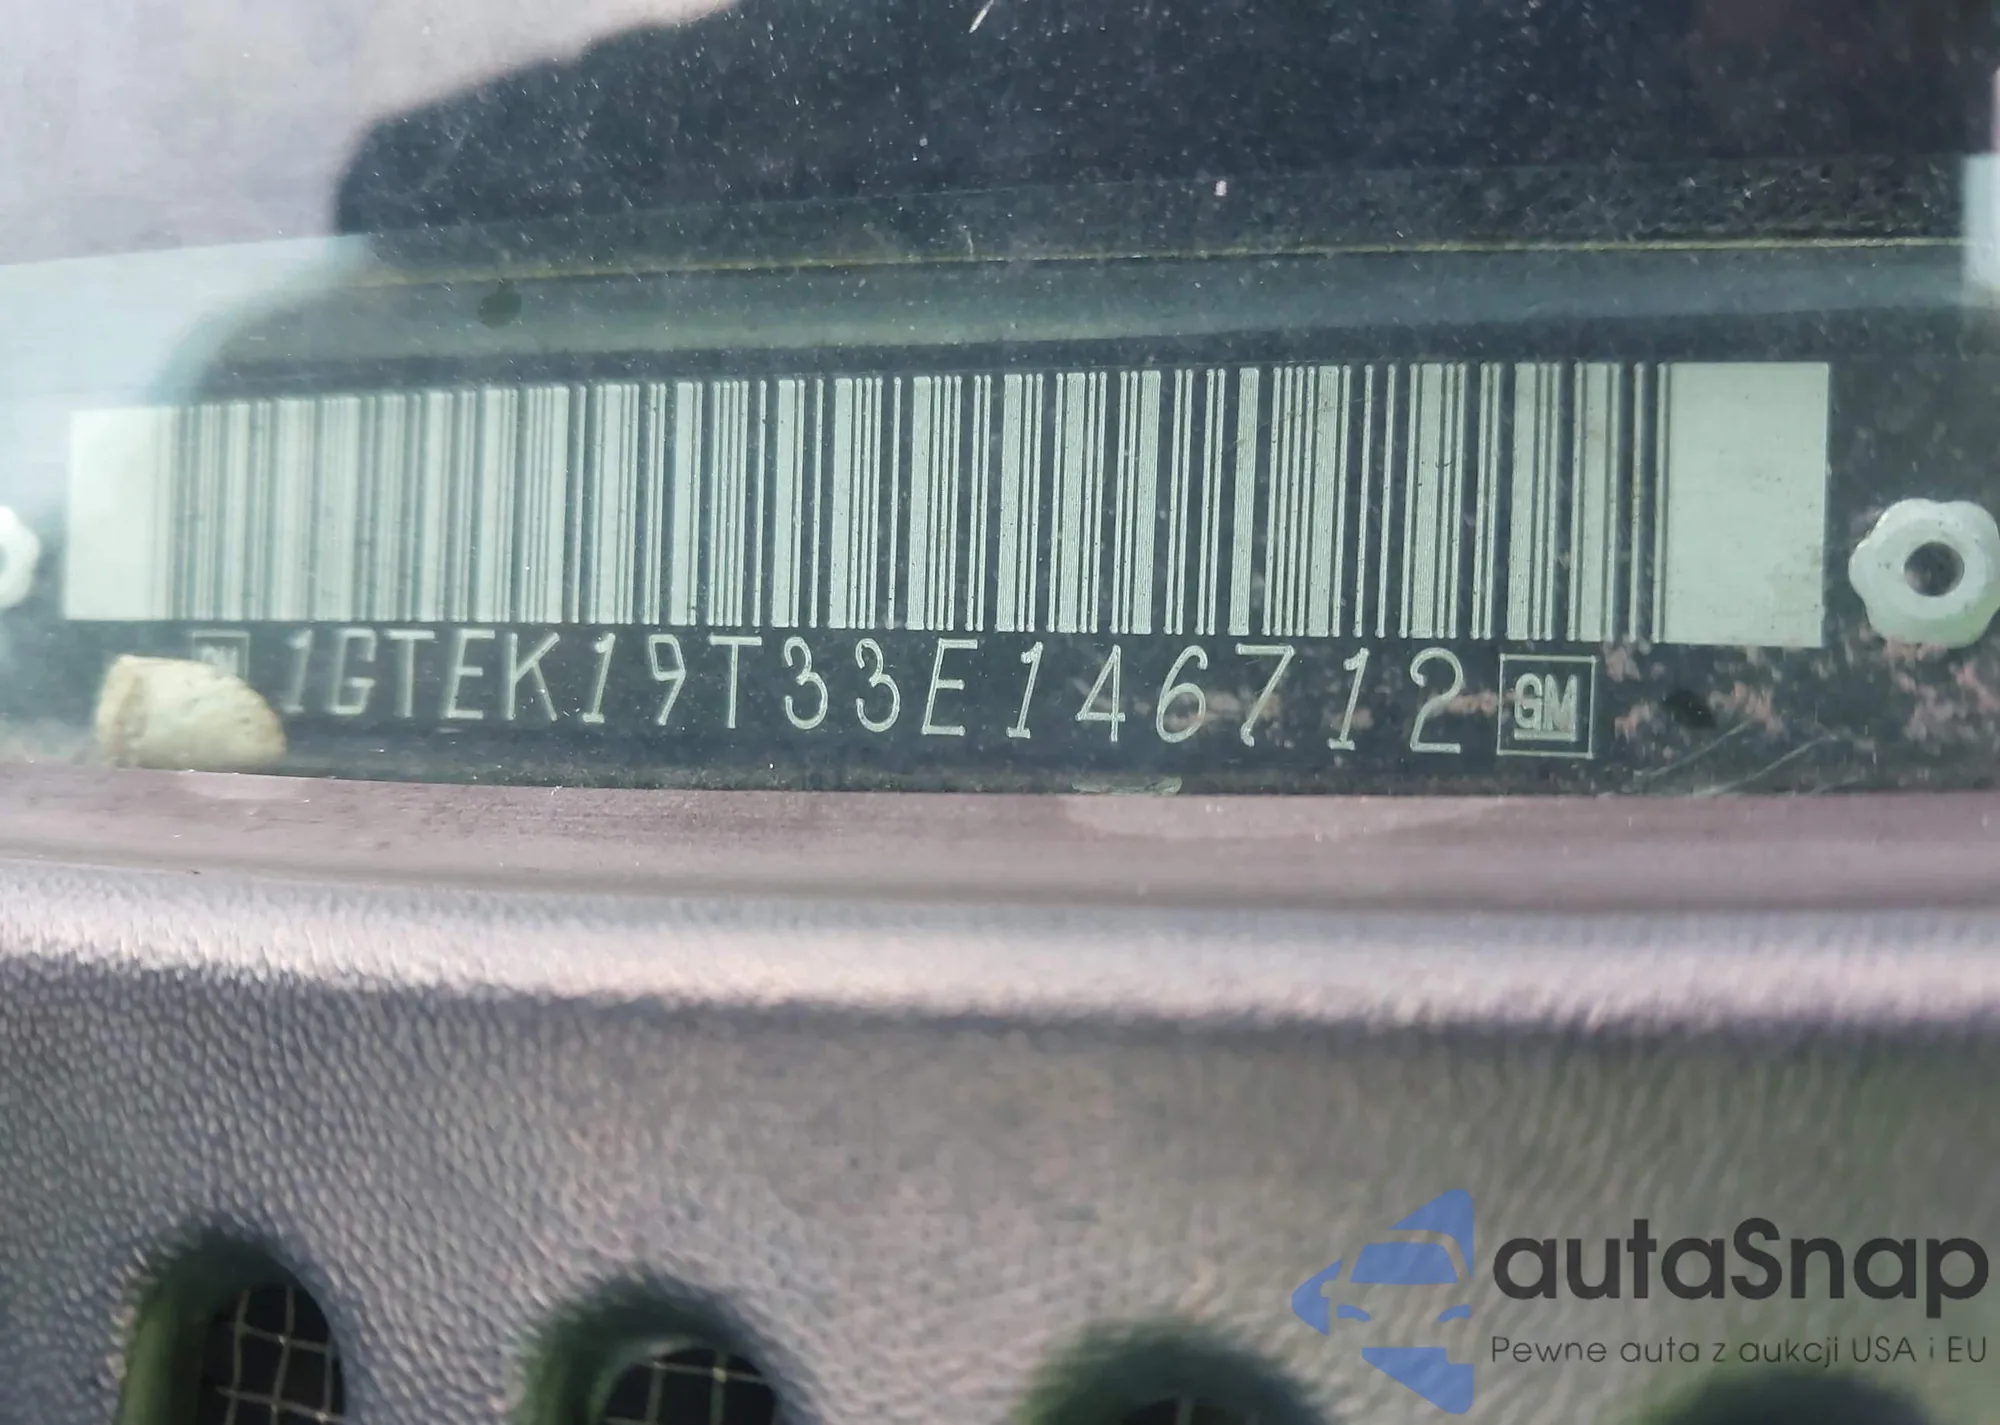 1GTEK19T33E146712 GM
autaSnap
Pewne auta z aukcji USA i EU